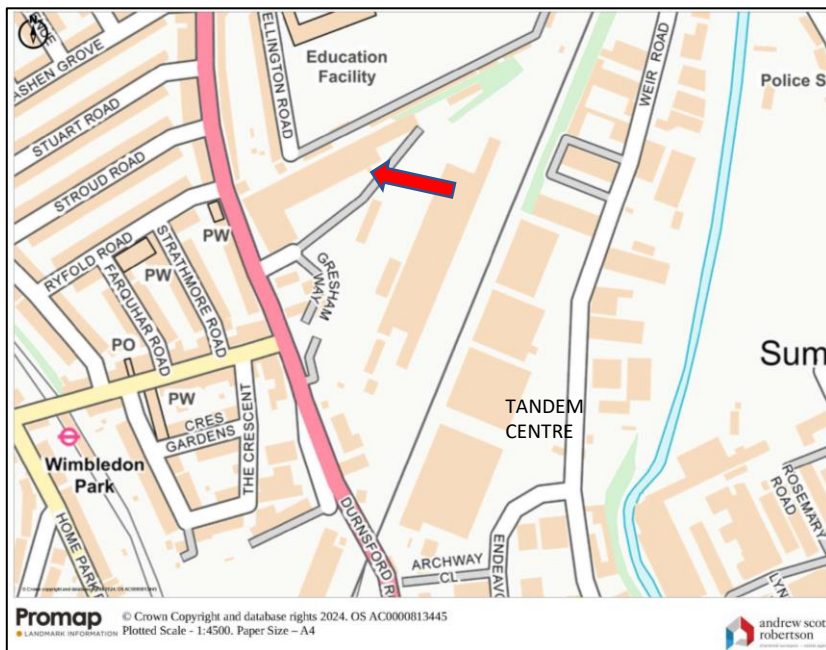 N
ASHEN GROVE
STUART ROAD
STROUD ROAD
RYFOLD ROAD
FARQUHAR ROAD
STRATHMORE ROAD
PW
PW
PO
PW
CRES
GARDENS
THE CRESCENT
Wimbledon
Park
HOME PARK
ELLINGTON ROAD
Education
Facility
GRESHAM
WAY
DURNSFORD R
WEIR ROAD
Police S
Sum
TANDEM
CENTRE
ARCHWAY
CL
ENDEAV
ROSEMARY
ROAD
LYN
Promap
LANDMARK INFORMATION
© Crown Copyright and database rights 2024. OS AC0000813445
Plotted Scale - 1:4500. Paper Size – A4
andrew scot
robertson